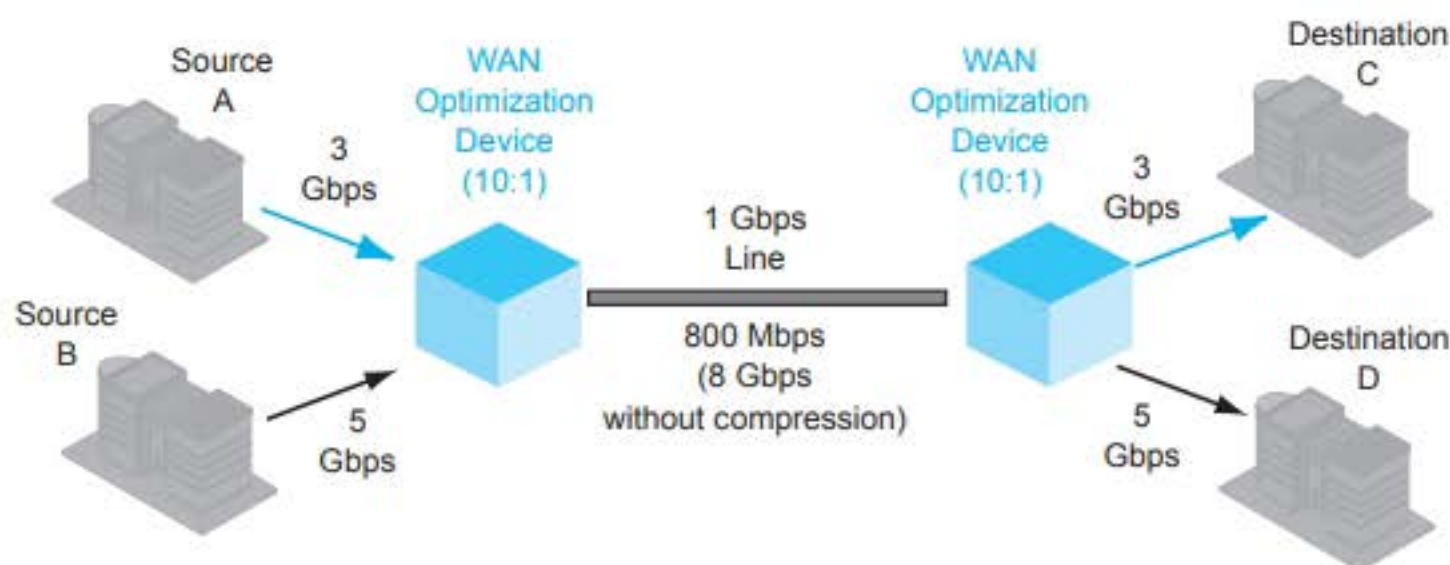 Source
A
3
Gbps
WAN
Optimization
Device
(10:1)
Source
B
5
Gbps
1 Gbps
Line
800 Mbps
(8 Gbps
without compression)
WAN
Optimization
Device
(10:1)
3
Gbps
Destination
C
5
Gbps
Destination
D